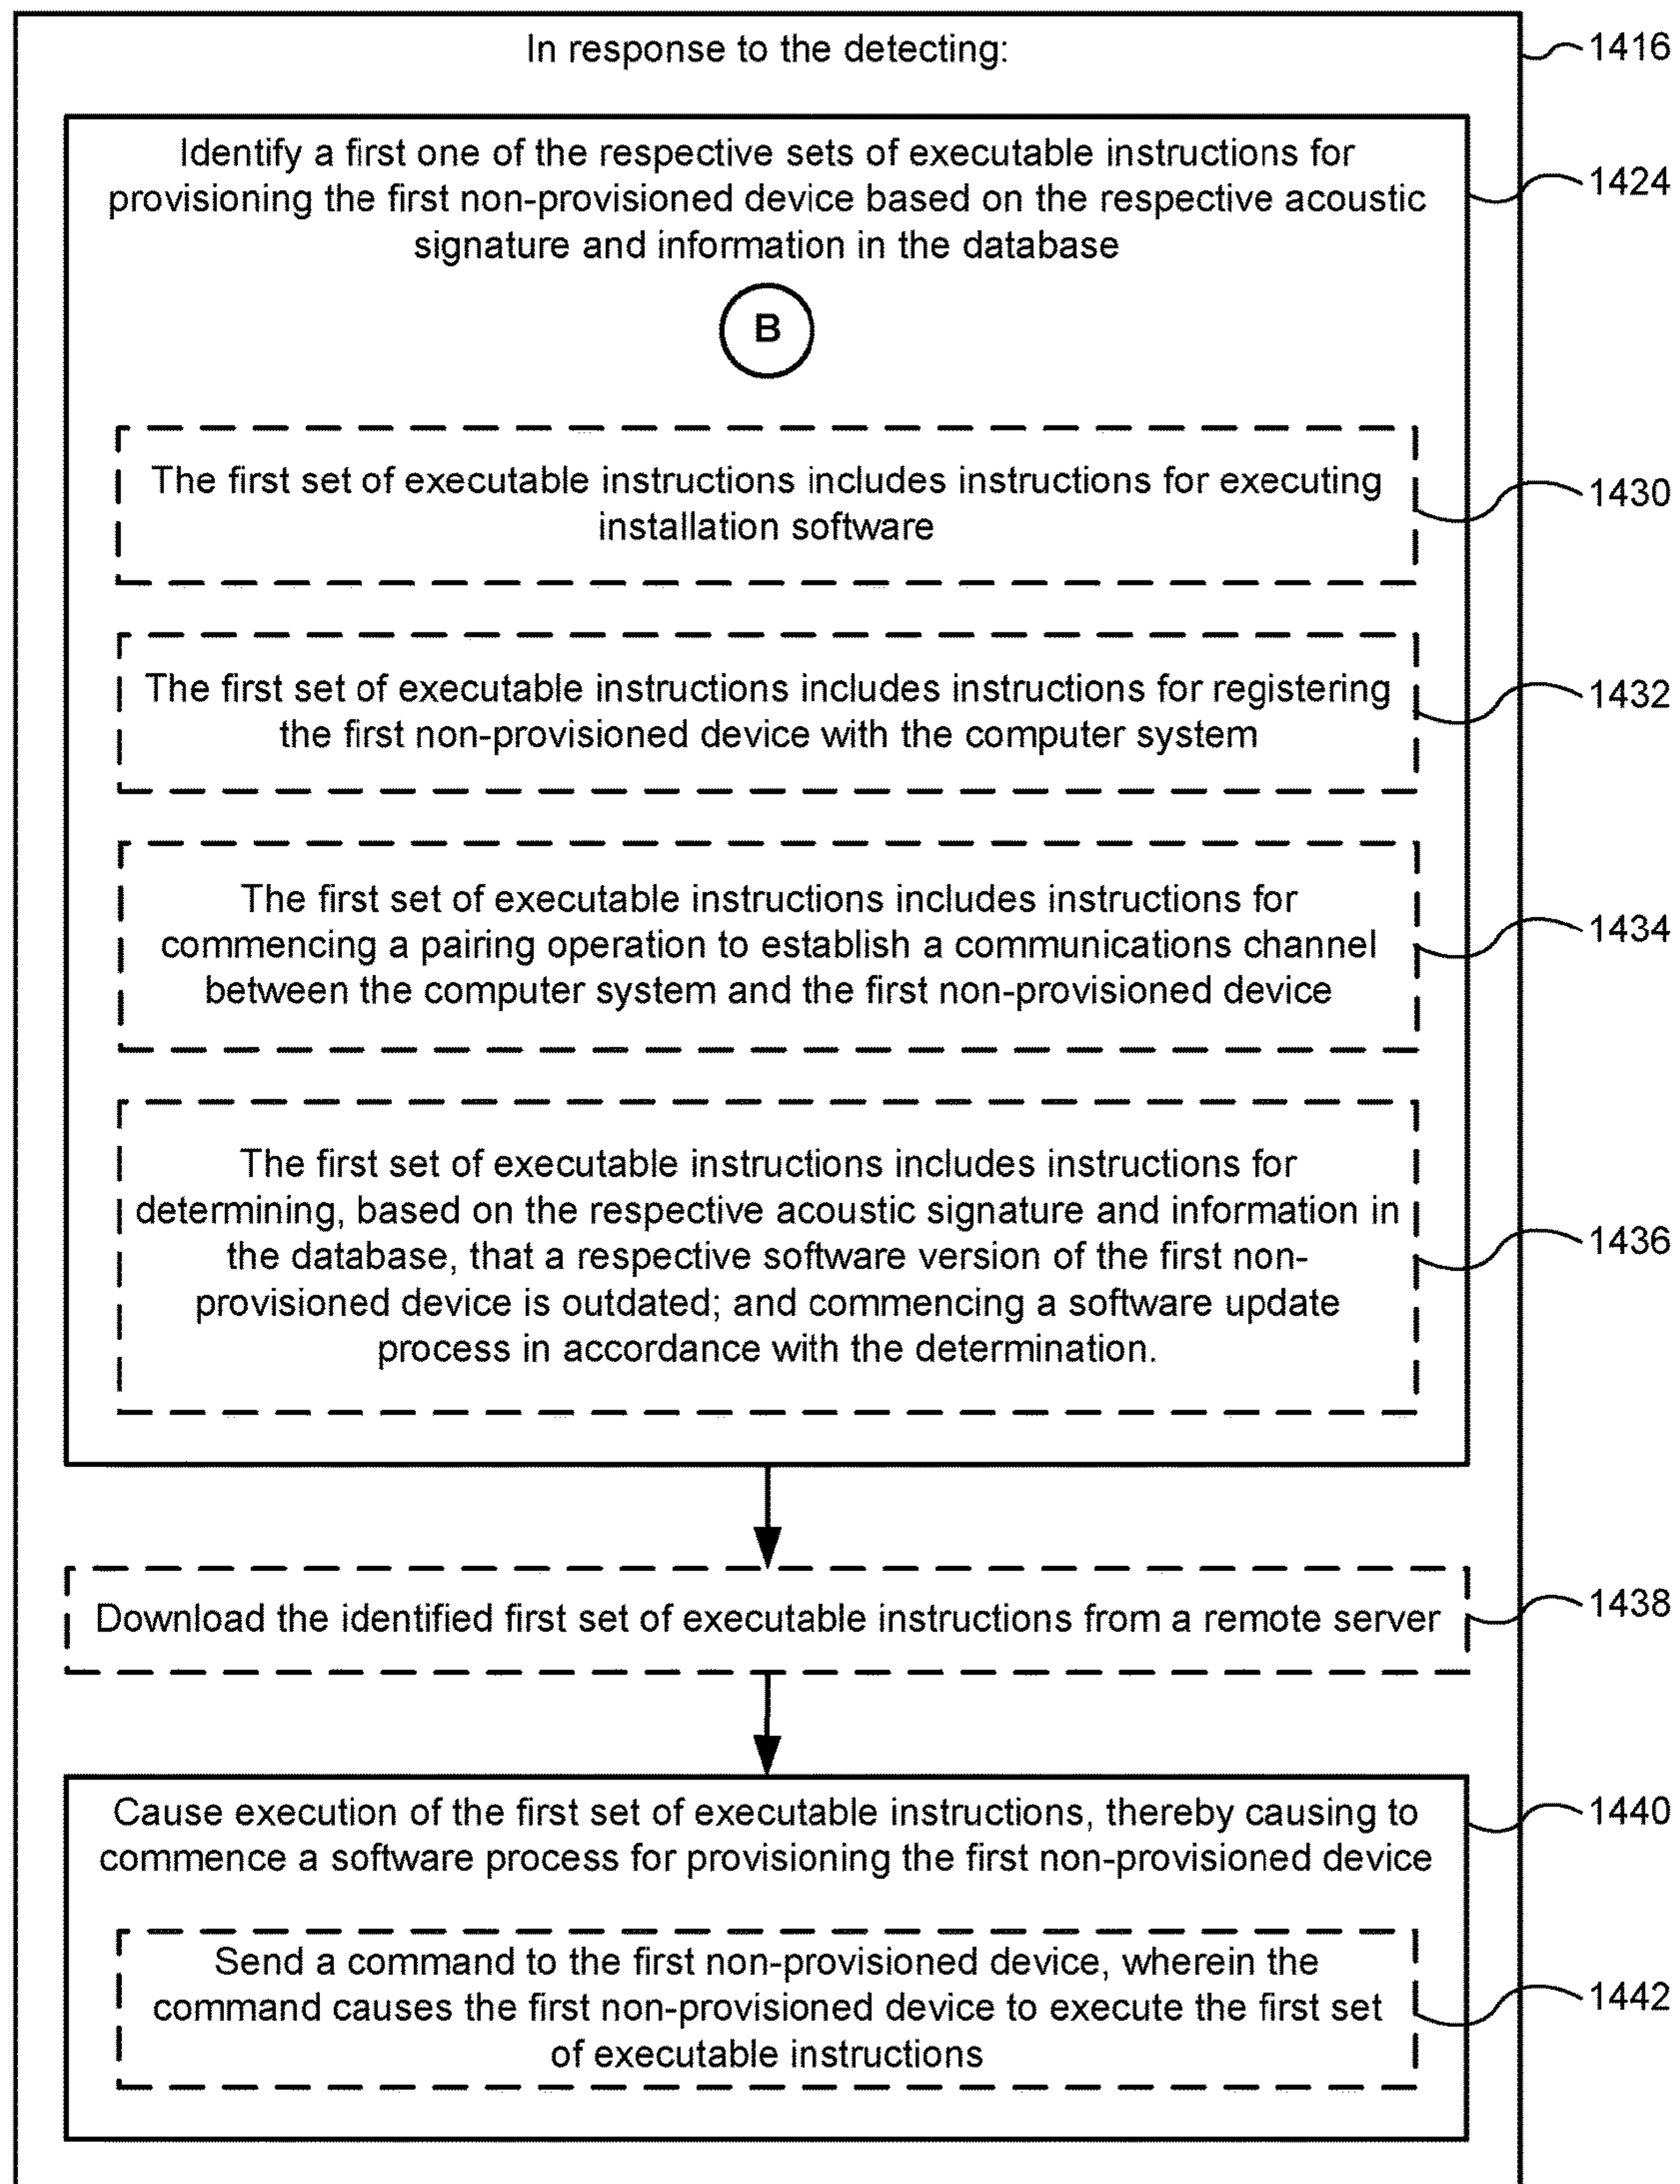 In response to the detecting:
1416
Identify a first one of the respective sets of executable instructions for
provisioning the first non-provisioned device based on the respective acoustic
signature and information in the database
1424
B
The first set of executable instructions includes instructions for executing
installation software
1430
The first set of executable instructions includes instructions for registering
the first non-provisioned device with the computer system
1432
The first set of executable instructions includes instructions for
commencing a pairing operation to establish a communications channel
between the computer system and the first non-provisioned device
1434
The first set of executable instructions includes instructions for
determining, based on the respective acoustic signature and information in
the database, that a respective software version of the first non-
provisioned device is outdated; and commencing a software update
process in accordance with the determination.
1436
Download the identified first set of executable instructions from a remote server
1438
Cause execution of the first set of executable instructions, thereby causing to
commence a software process for provisioning the first non-provisioned device
1440
Send a command to the first non-provisioned device, wherein the
command causes the first non-provisioned device to execute the first set
of executable instructions
1442